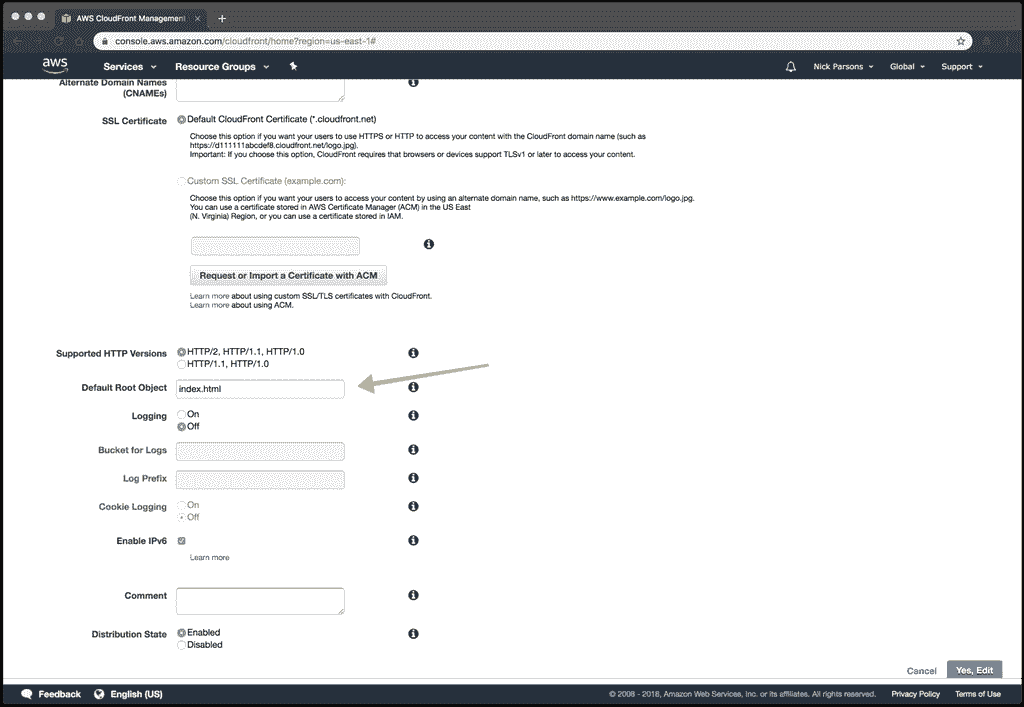 AWS CloudFront Management
console.aws.amazon.com/cloudfront/home?region=us-east-1#
aws
Services
Resource Groups
Nick Parsons
Global
Support
Alternate Domain Names
(CNAMEs)
SSL Certificate
Default CloudFront Certificate (*.cloudfront.net)
Choose this option if you want your users to use HTTPS or HTTP to access your content with the CloudFront domain name (such as
https://d111111abcdef8.cloudfront.net/logo.jpg).
Important: If you choose this option, CloudFront requires that browsers or devices support TLSv1 or later to access your content.
Custom SSL Certificate (example.com):
Choose this option if you want your users to access your content by using an alternate domain name, such as https://www.example.com/logo.jpg.
You can use a certificate stored in AWS Certificate Manager (ACM) in the US East
(N. Virginia) Region, or you can use a certificate stored in IAM.
Request or Import a Certificate with ACM
Learn more about using custom SSL/TLS certificates with CloudFront.
Learn more about using ACM.
Supported HTTP Versions
HTTP/2, HTTP/1.1, HTTP/1.0
HTTP/1.1, HTTP/1.0
Default Root Object
index.html
Logging
On
Off
Bucket for Logs
Log Prefix
Cookie Logging
On
Off
Enable IPv6
Learn more
Comment
Distribution State
Enabled
Disabled
Cancel
Yes, Edit
Feedback
English (US)
© 2008 - 2018, Amazon Web Services, Inc. or its affiliates. All rights reserved.
Privacy Policy
Terms of Use